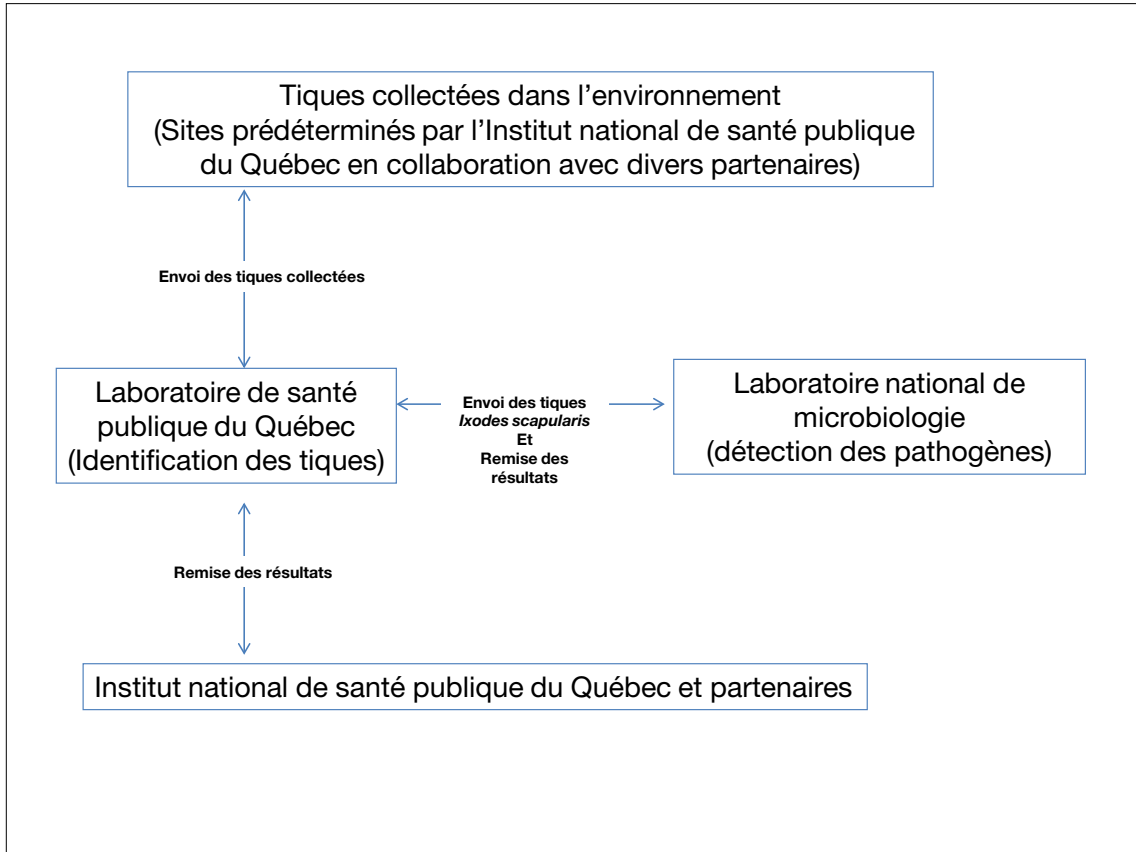 Tiques collectées dans l’environnement
(Sites prédéterminés par l’Institut national de santé publique
du Québec en collaboration avec divers partenaires)
Envoi des tiques collectées
Laboratoire de santé
publique du Québec
(Identification des tiques)
Envoi des tiques
Ixodes scapularis
Et
Remise des
résultats
Laboratoire national de
microbiologie
(détection des pathogènes)
Remise des résultats
Institut national de santé publique du Québec et partenaires